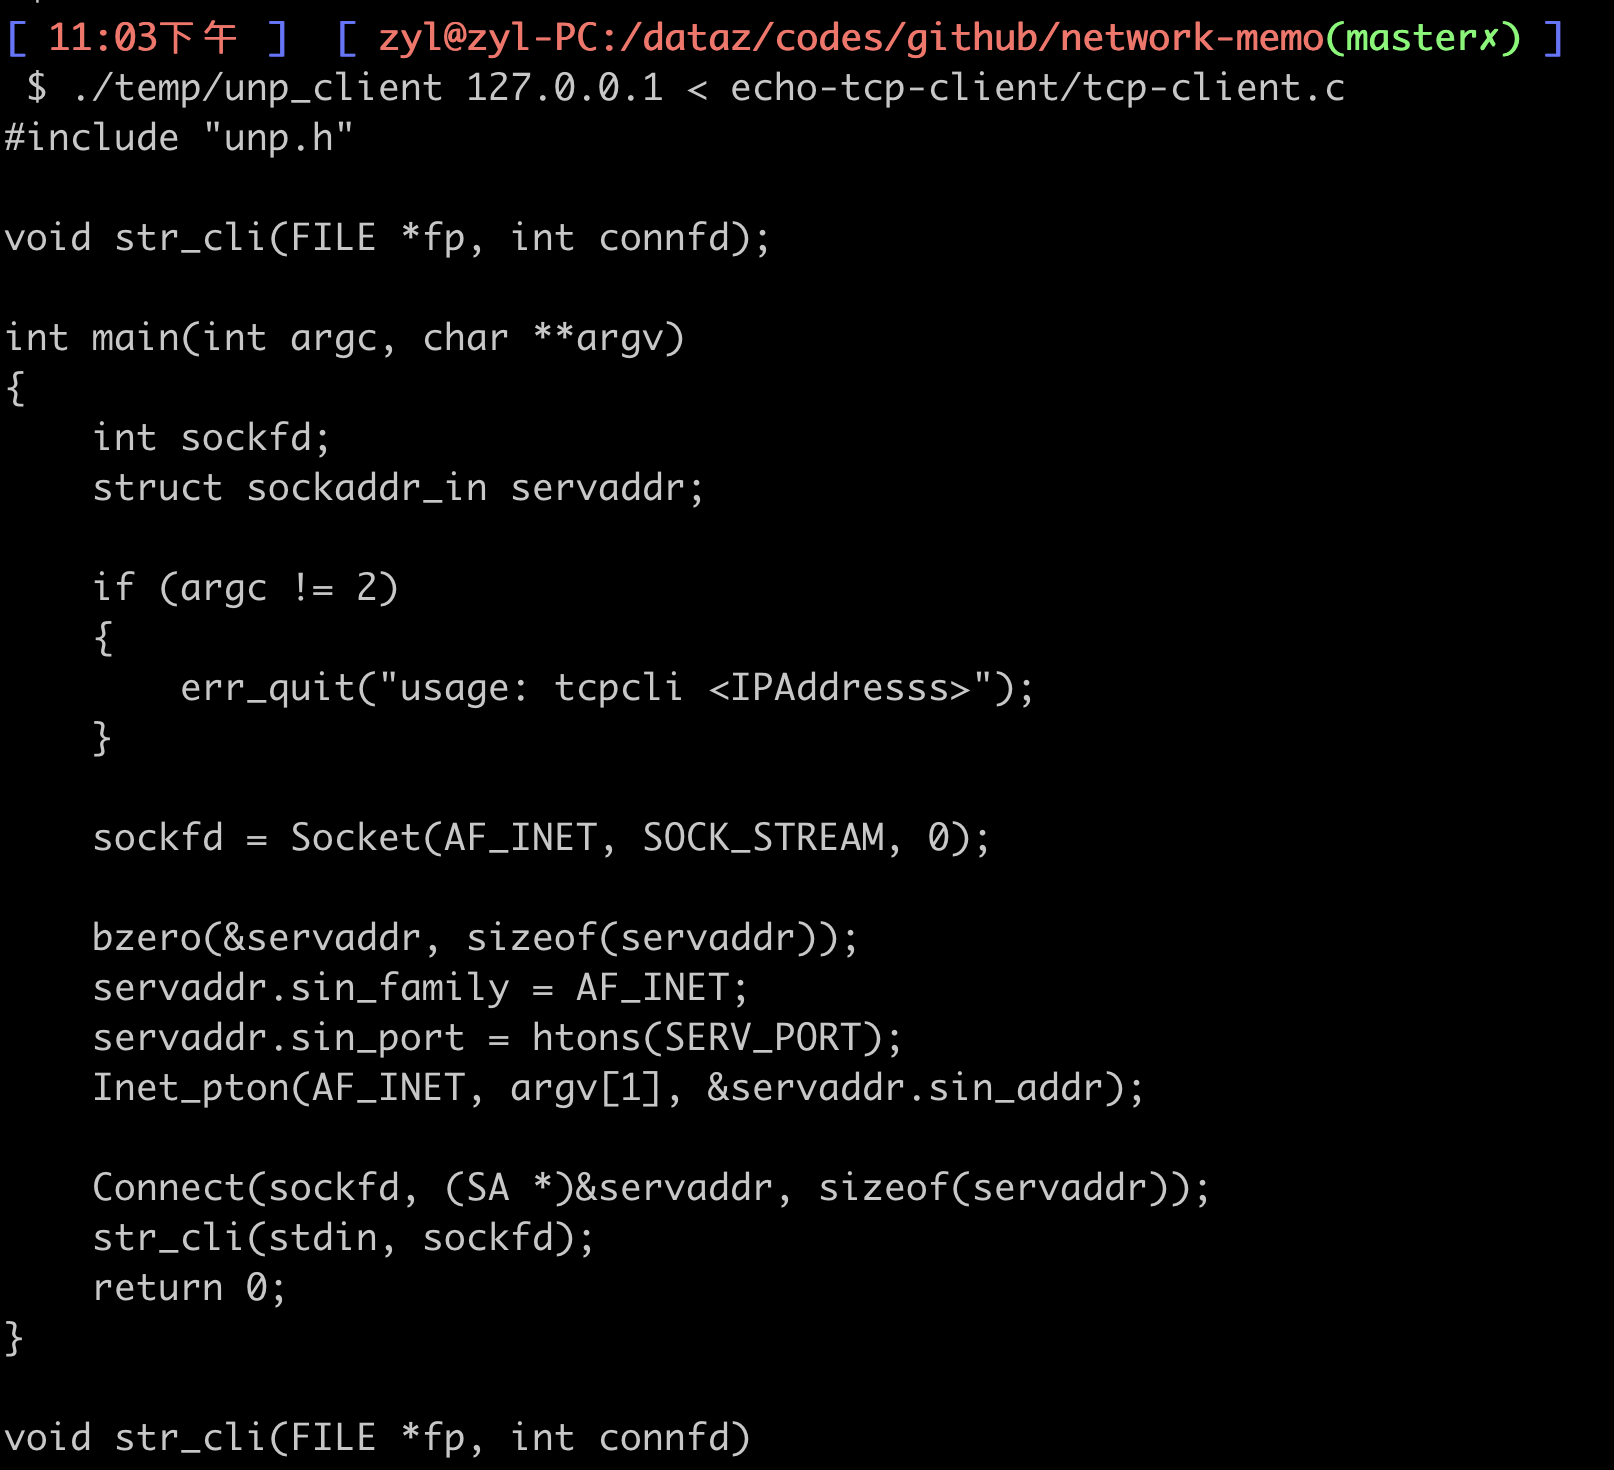 [ 11:03下午 ]  [ zyl@zyl-PC:/dataz/codes/github/network-memo(master✗) ]
 $ ./temp/unp_client 127.0.0.1 < echo-tcp-client/tcp-client.c
#include "unp.h"

void str_cli(FILE *fp, int connfd);

int main(int argc, char **argv)
{
    int sockfd;
    struct sockaddr_in servaddr;

    if (argc != 2)
    {
        err_quit("usage: tcpcli <IPAddresss>");
    }

    sockfd = Socket(AF_INET, SOCK_STREAM, 0);

    bzero(&servaddr, sizeof(servaddr));
    servaddr.sin_family = AF_INET;
    servaddr.sin_port = htons(SERV_PORT);
    Inet_pton(AF_INET, argv[1], &servaddr.sin_addr);

    Connect(sockfd, (SA *)&servaddr, sizeof(servaddr));
    str_cli(stdin, sockfd);
    return 0;
}

void str_cli(FILE *fp, int connfd)